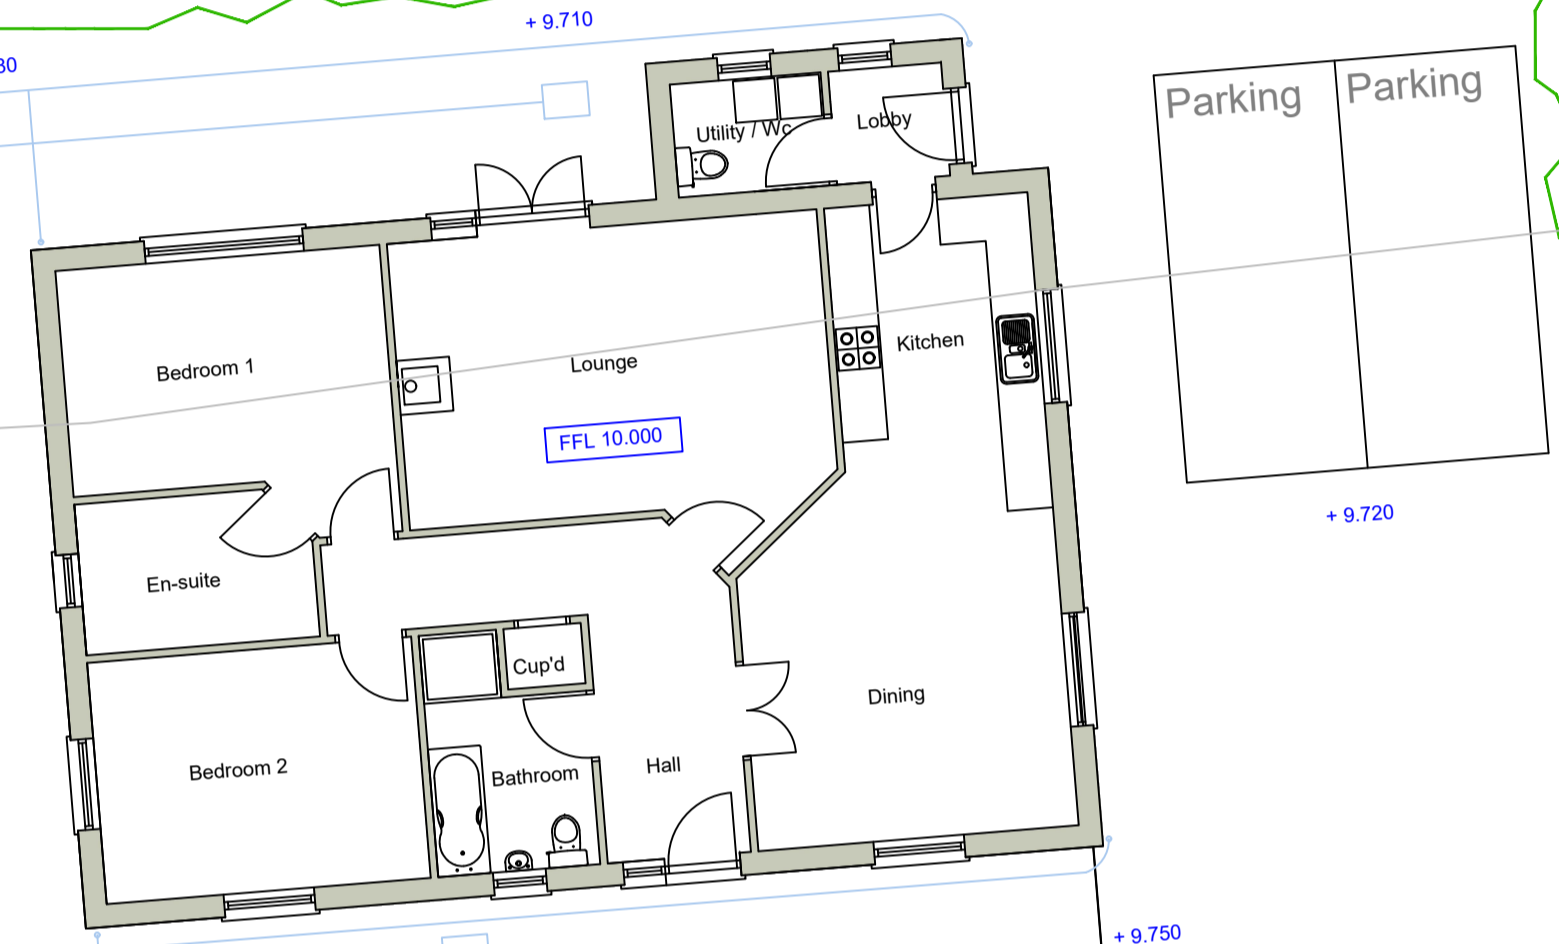 + 9.710
30
Parking
Parking
Utility / Wc
Lobby
Kitchen
Lounge
Bedroom 1
FFL 10.000
+ 9.720
En-suite
Cup'd
Dining
Bedroom 2
Bathroom
Hall
+ 9.750